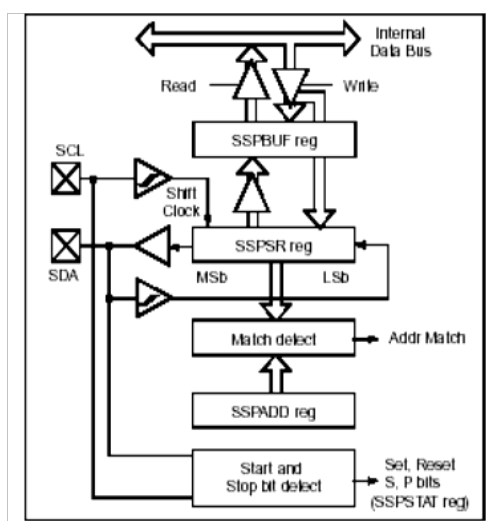 Internal
Data Bus
Read
Write
SSPBUF reg
SCL
Shift
Clock
SSPSR reg
SDA
MSb
LSb
Match detect
Addr Match
SSPADD reg
Start and
Stop bit detect
Set, Reset
S, P bits
(SSPSTAT reg)